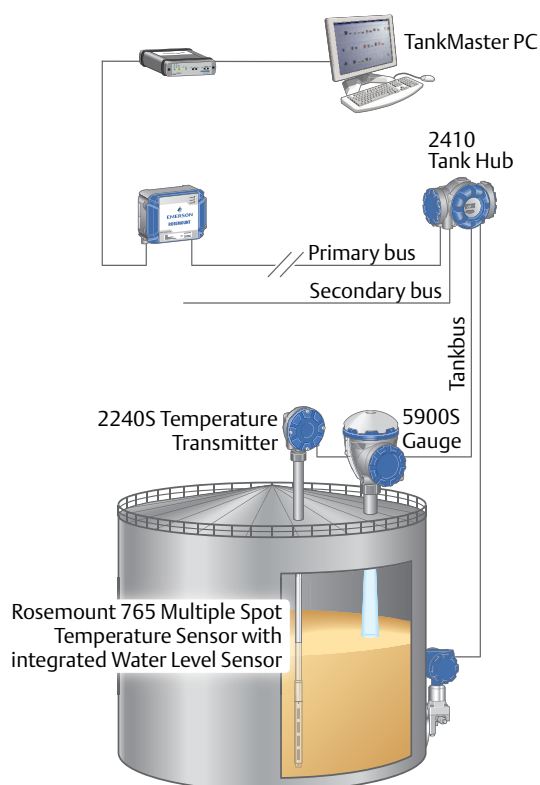 TankMaster PC
2410
Tank Hub
EMERSON
ROSEMOUNT
Primary bus
Secondary bus
Tankbus
2240S Temperature
Transmitter
5900S
Gauge
Rosemount 765 Multiple Spot
Temperature Sensor with
integrated Water Level Sensor